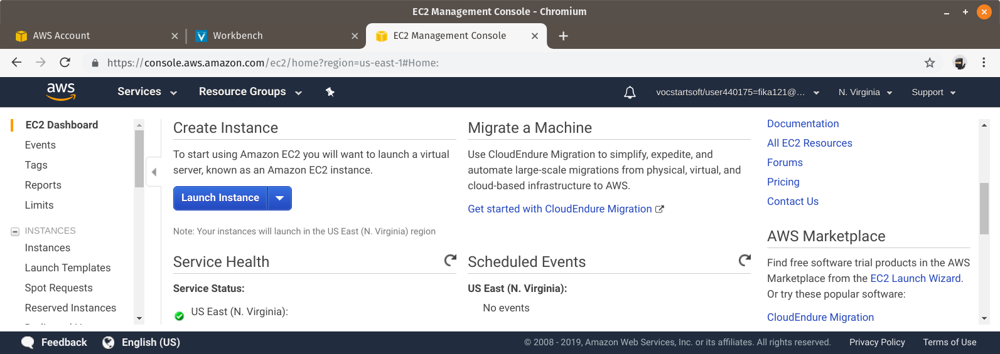 EC2 Management Console - Chromium
AWS Account
Workbench
EC2 Management Console
https://console.aws.amazon.com/ec2/home?region=us-east-1#Home:
aws
Services
Resource Groups
vocstartsoft/user440175=fika121@...
N. Virginia
Support
EC2 Dashboard
Events
Tags
Reports
Limits
INSTANCES
Instances
Launch Templates
Spot Requests
Reserved Instances
Create Instance
To start using Amazon EC2 you will want to launch a virtual
server, known as an Amazon EC2 instance.
Launch Instance
Note: Your instances will launch in the US East (N. Virginia) region
Service Health
Service Status:
US East (N. Virginia):
Migrate a Machine
Use CloudEndure Migration to simplify, expedite, and
automate large-scale migrations from physical, virtual, and
cloud-based infrastructure to AWS.
Get started with CloudEndure Migration
Scheduled Events
US East (N. Virginia):
No events
Documentation
All EC2 Resources
Forums
Pricing
Contact Us
AWS Marketplace
Find free software trial products in the AWS
Marketplace from the EC2 Launch Wizard.
Or try these popular software:
CloudEndure Migration
Feedback
English (US)
© 2008 - 2019, Amazon Web Services, Inc. or its affiliates. All rights reserved.
Privacy Policy
Terms of Use